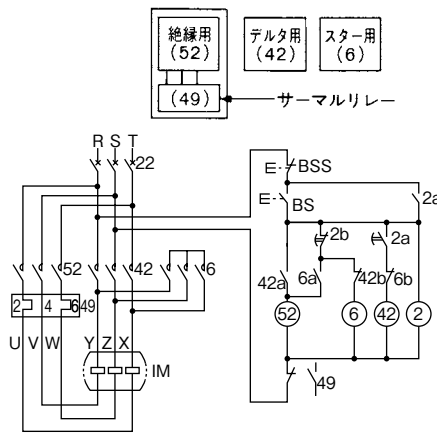 絶縁用
(52)
デルタ用
(42)
スター用
(6)
(49)
サーマルリレー
R S T
22
BSS
BS
2a
2b
2a
52
42
6
42a
6a
42b
6b
2 4 6 49
52
6
42
2
U V W
Y Z X
IM
49